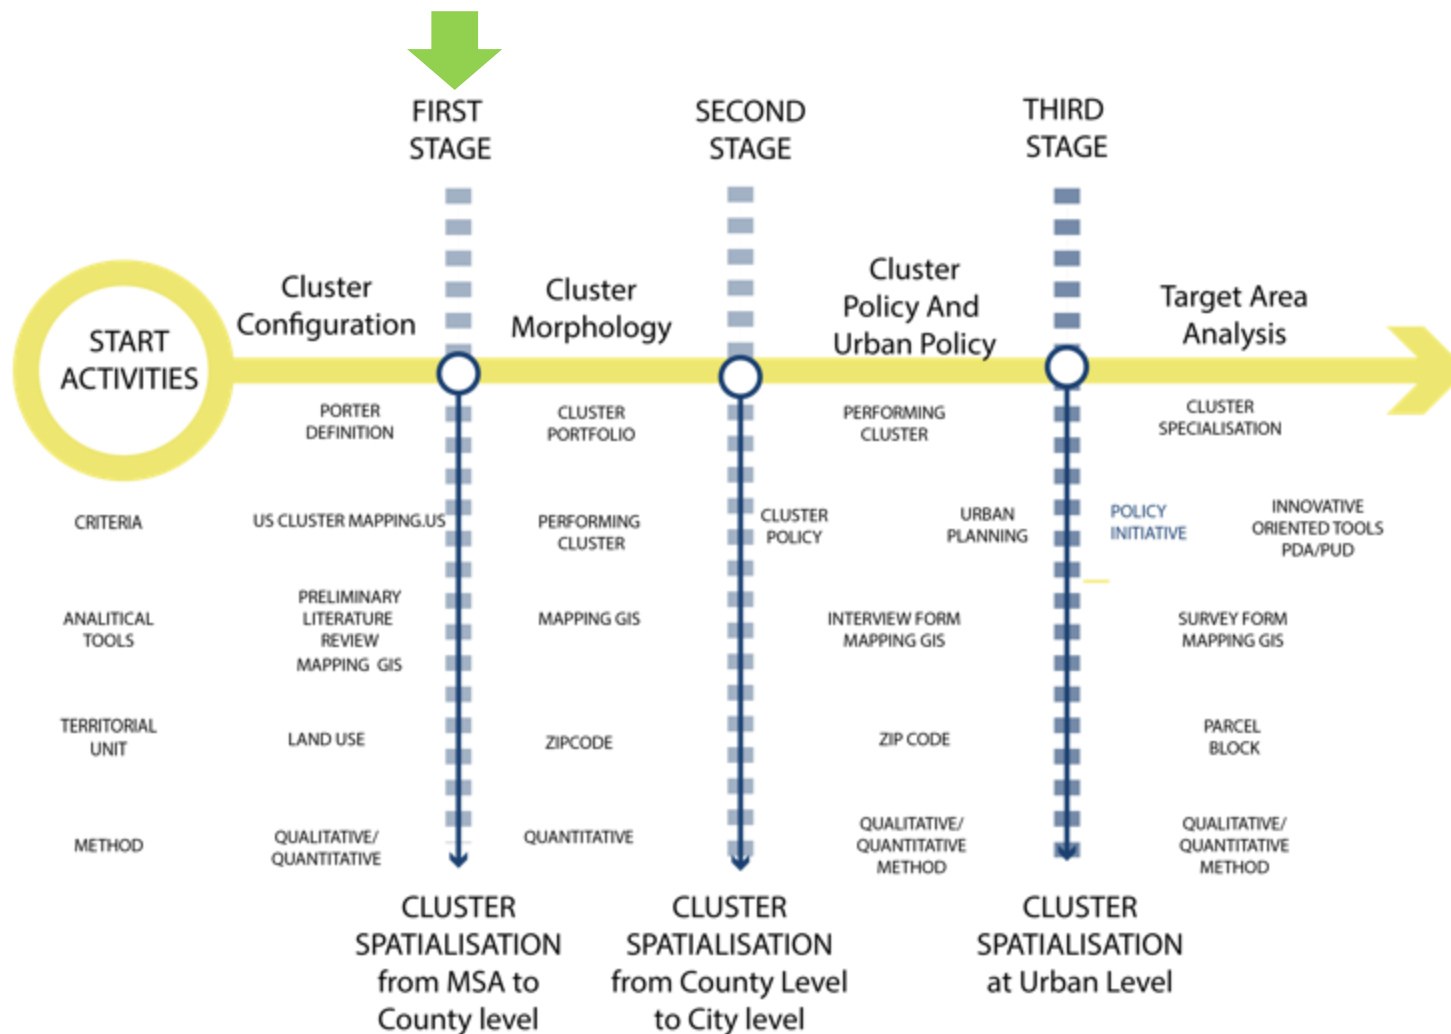 FIRST
STAGE
SECOND
STAGE
THIRD
STAGE
START
ACTIVITIES
Cluster
Configuration
Cluster
Morphology
Cluster
Policy And
Urban Policy
Target Area
Analysis
PORTER
DEFINITION
CLUSTER
PORTFOLIO
PERFORMING
CLUSTER
CLUSTER
SPECIALISATION
CRITERIA
US CLUSTER MAPPING.US
PERFORMING
CLUSTER
CLUSTER
POLICY
URBAN
PLANNING
POLICY
INITIATIVE
INNOVATIVE
ORIENTED TOOLS
PDA/PUD
ANALITICAL
TOOLS
PRELIMINARY
LITERATURE
REVIEW
MAPPING GIS
MAPPING GIS
INTERVIEW FORM
MAPPING GIS
SURVEY FORM
MAPPING GIS
TERRITORIAL
UNIT
LAND USE
ZIPCODE
ZIP CODE
PARCEL
BLOCK
METHOD
QUALITATIVE/
QUANTITATIVE
QUANTITATIVE
QUALITATIVE/
QUANTITATIVE
METHOD
QUALITATIVE/
QUANTITATIVE
METHOD
CLUSTER
SPATIALISATION
from MSA to
County level
CLUSTER
SPATIALISATION
from County Level
to City level
CLUSTER
SPATIALISATION
at Urban Level